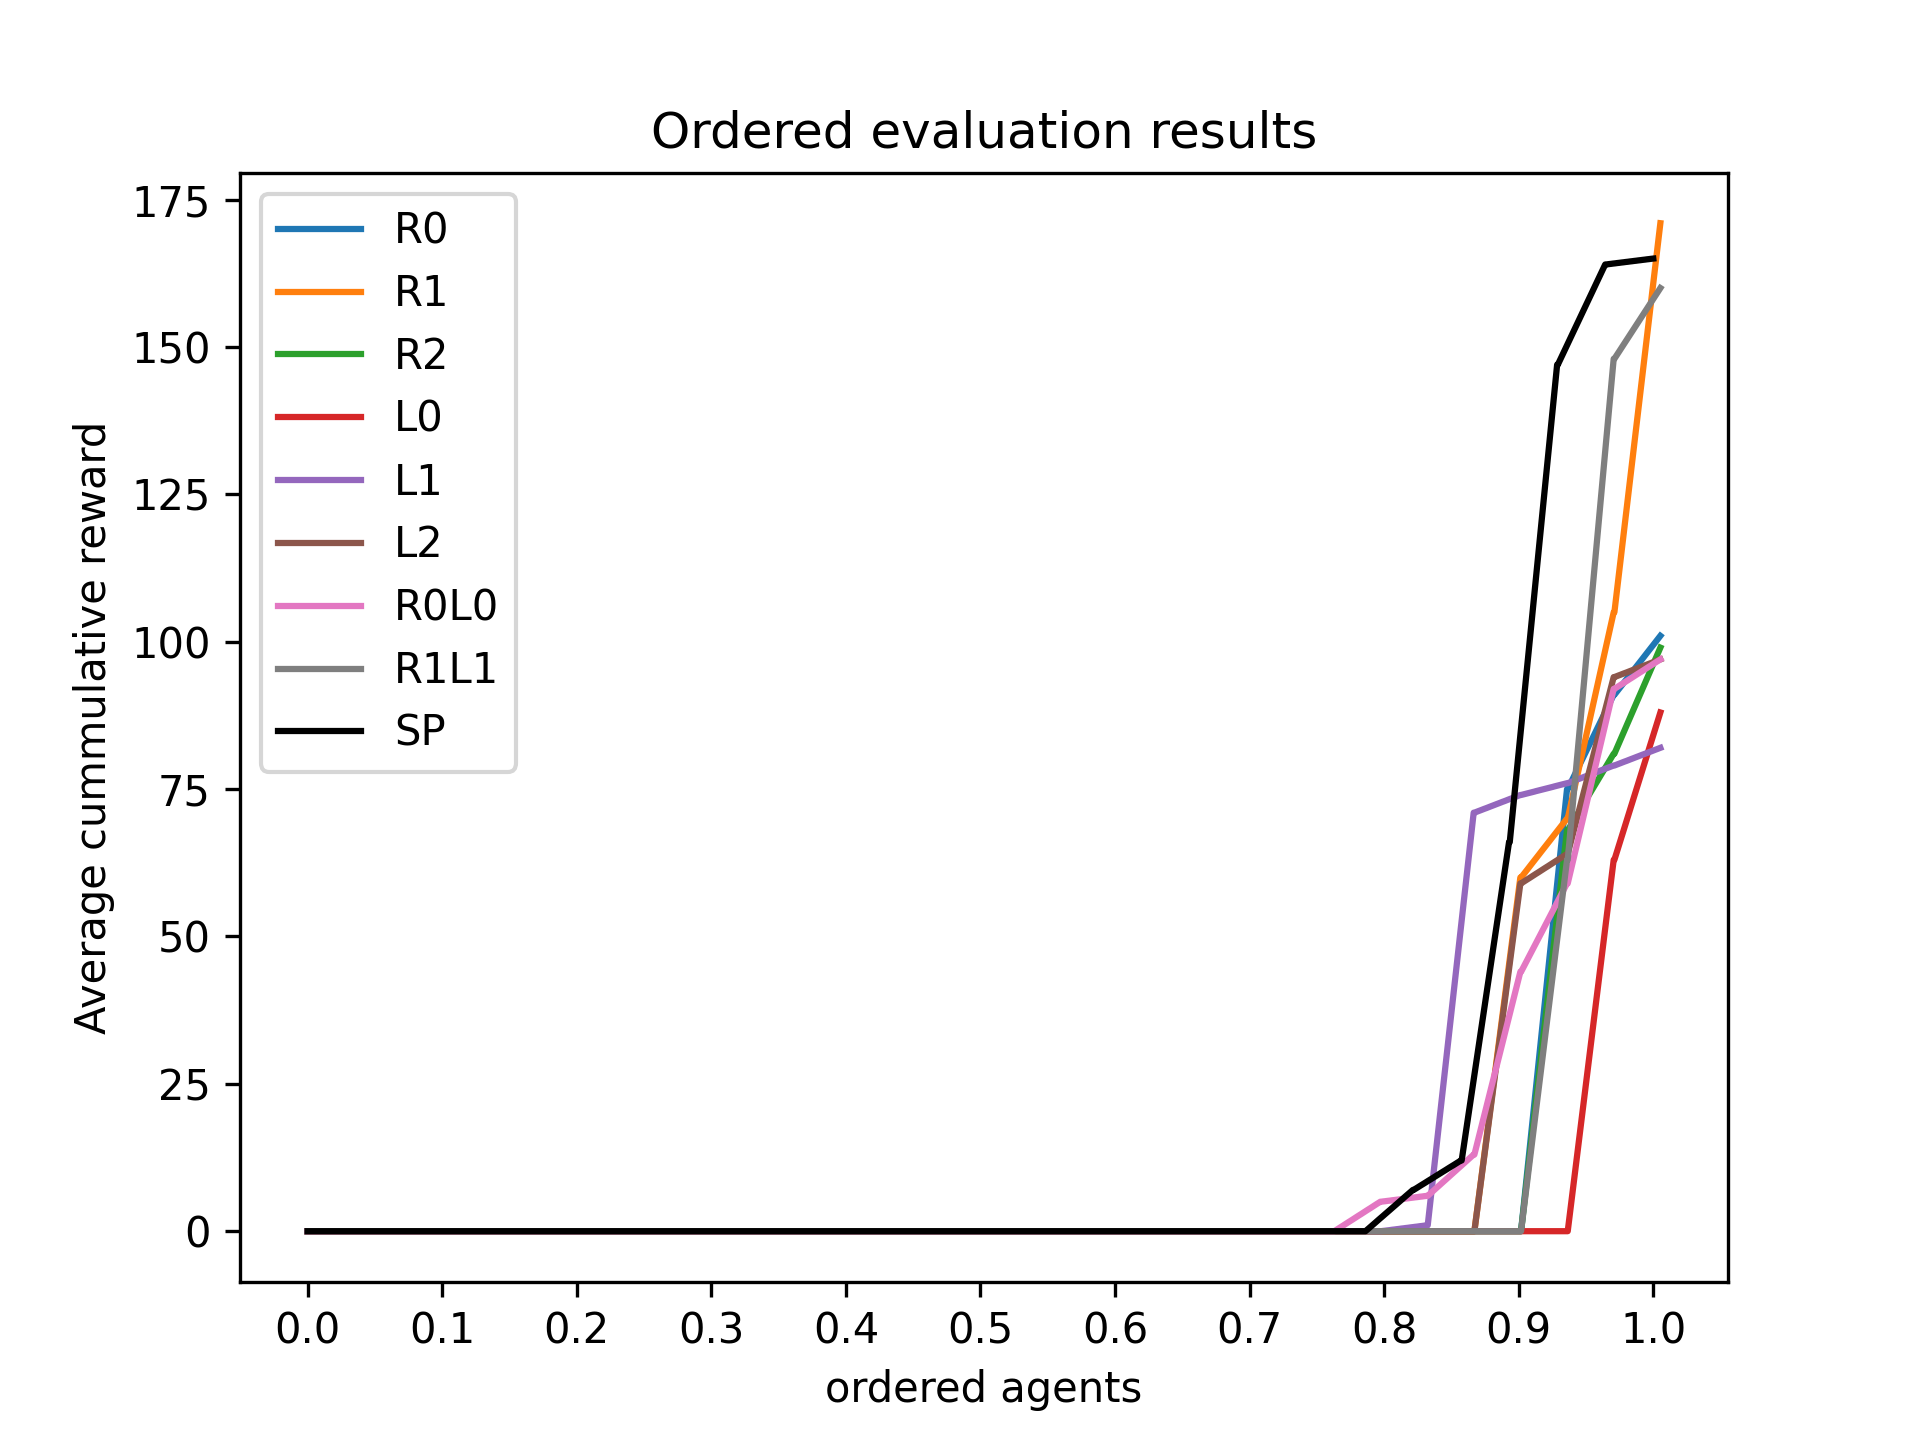 Ordered evaluation results
Average cummulative reward
175
150
125
100
75
50
25
0
R0
R1
R2
L0
L1
L2
R0L0
R1L1
SP
0.0 0.1 0.2 0.3 0.4 0.5 0.6 0.7 0.8 0.9 1.0
ordered agents